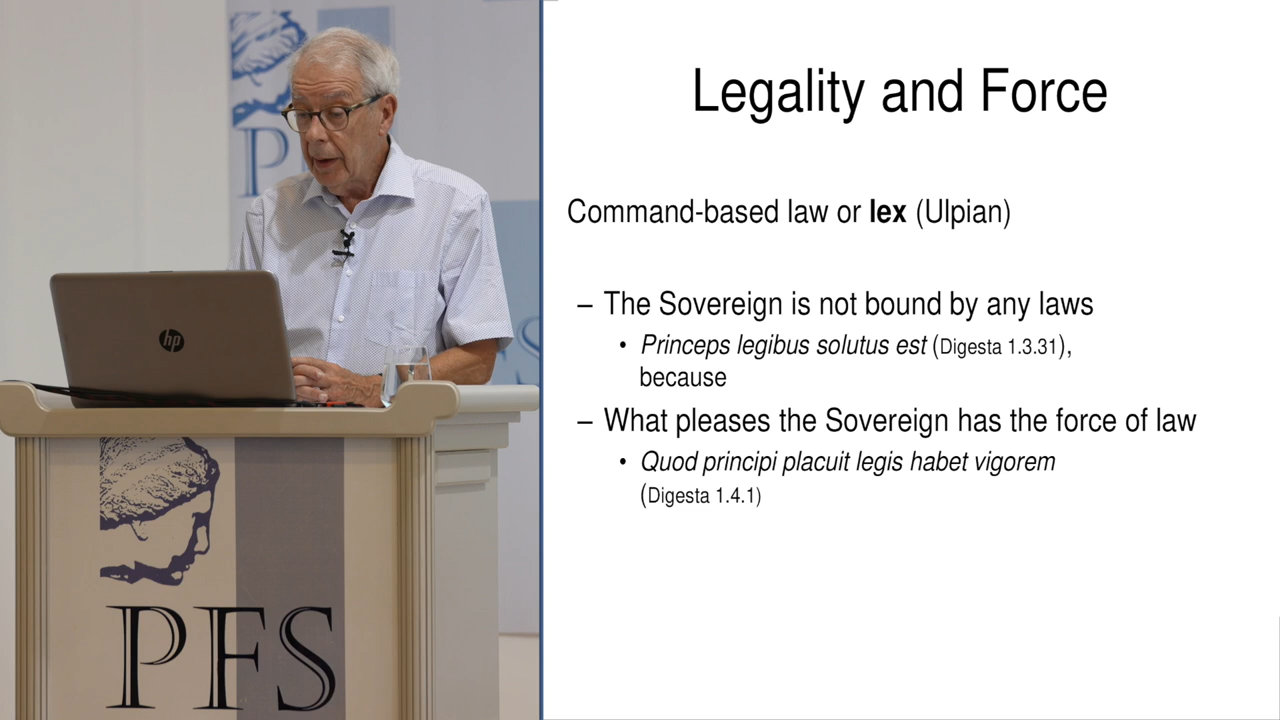 PF
S
hp
PFS
Legality and Force
Command-based law or lex (Ulpian)
– The Sovereign is not bound by any laws
• Princeps legibus solutus est (Digesta 1.3.31),
because
– What pleases the Sovereign has the force of law
• Quod principi placuit legis habet vigorem
(Digesta 1.4.1)